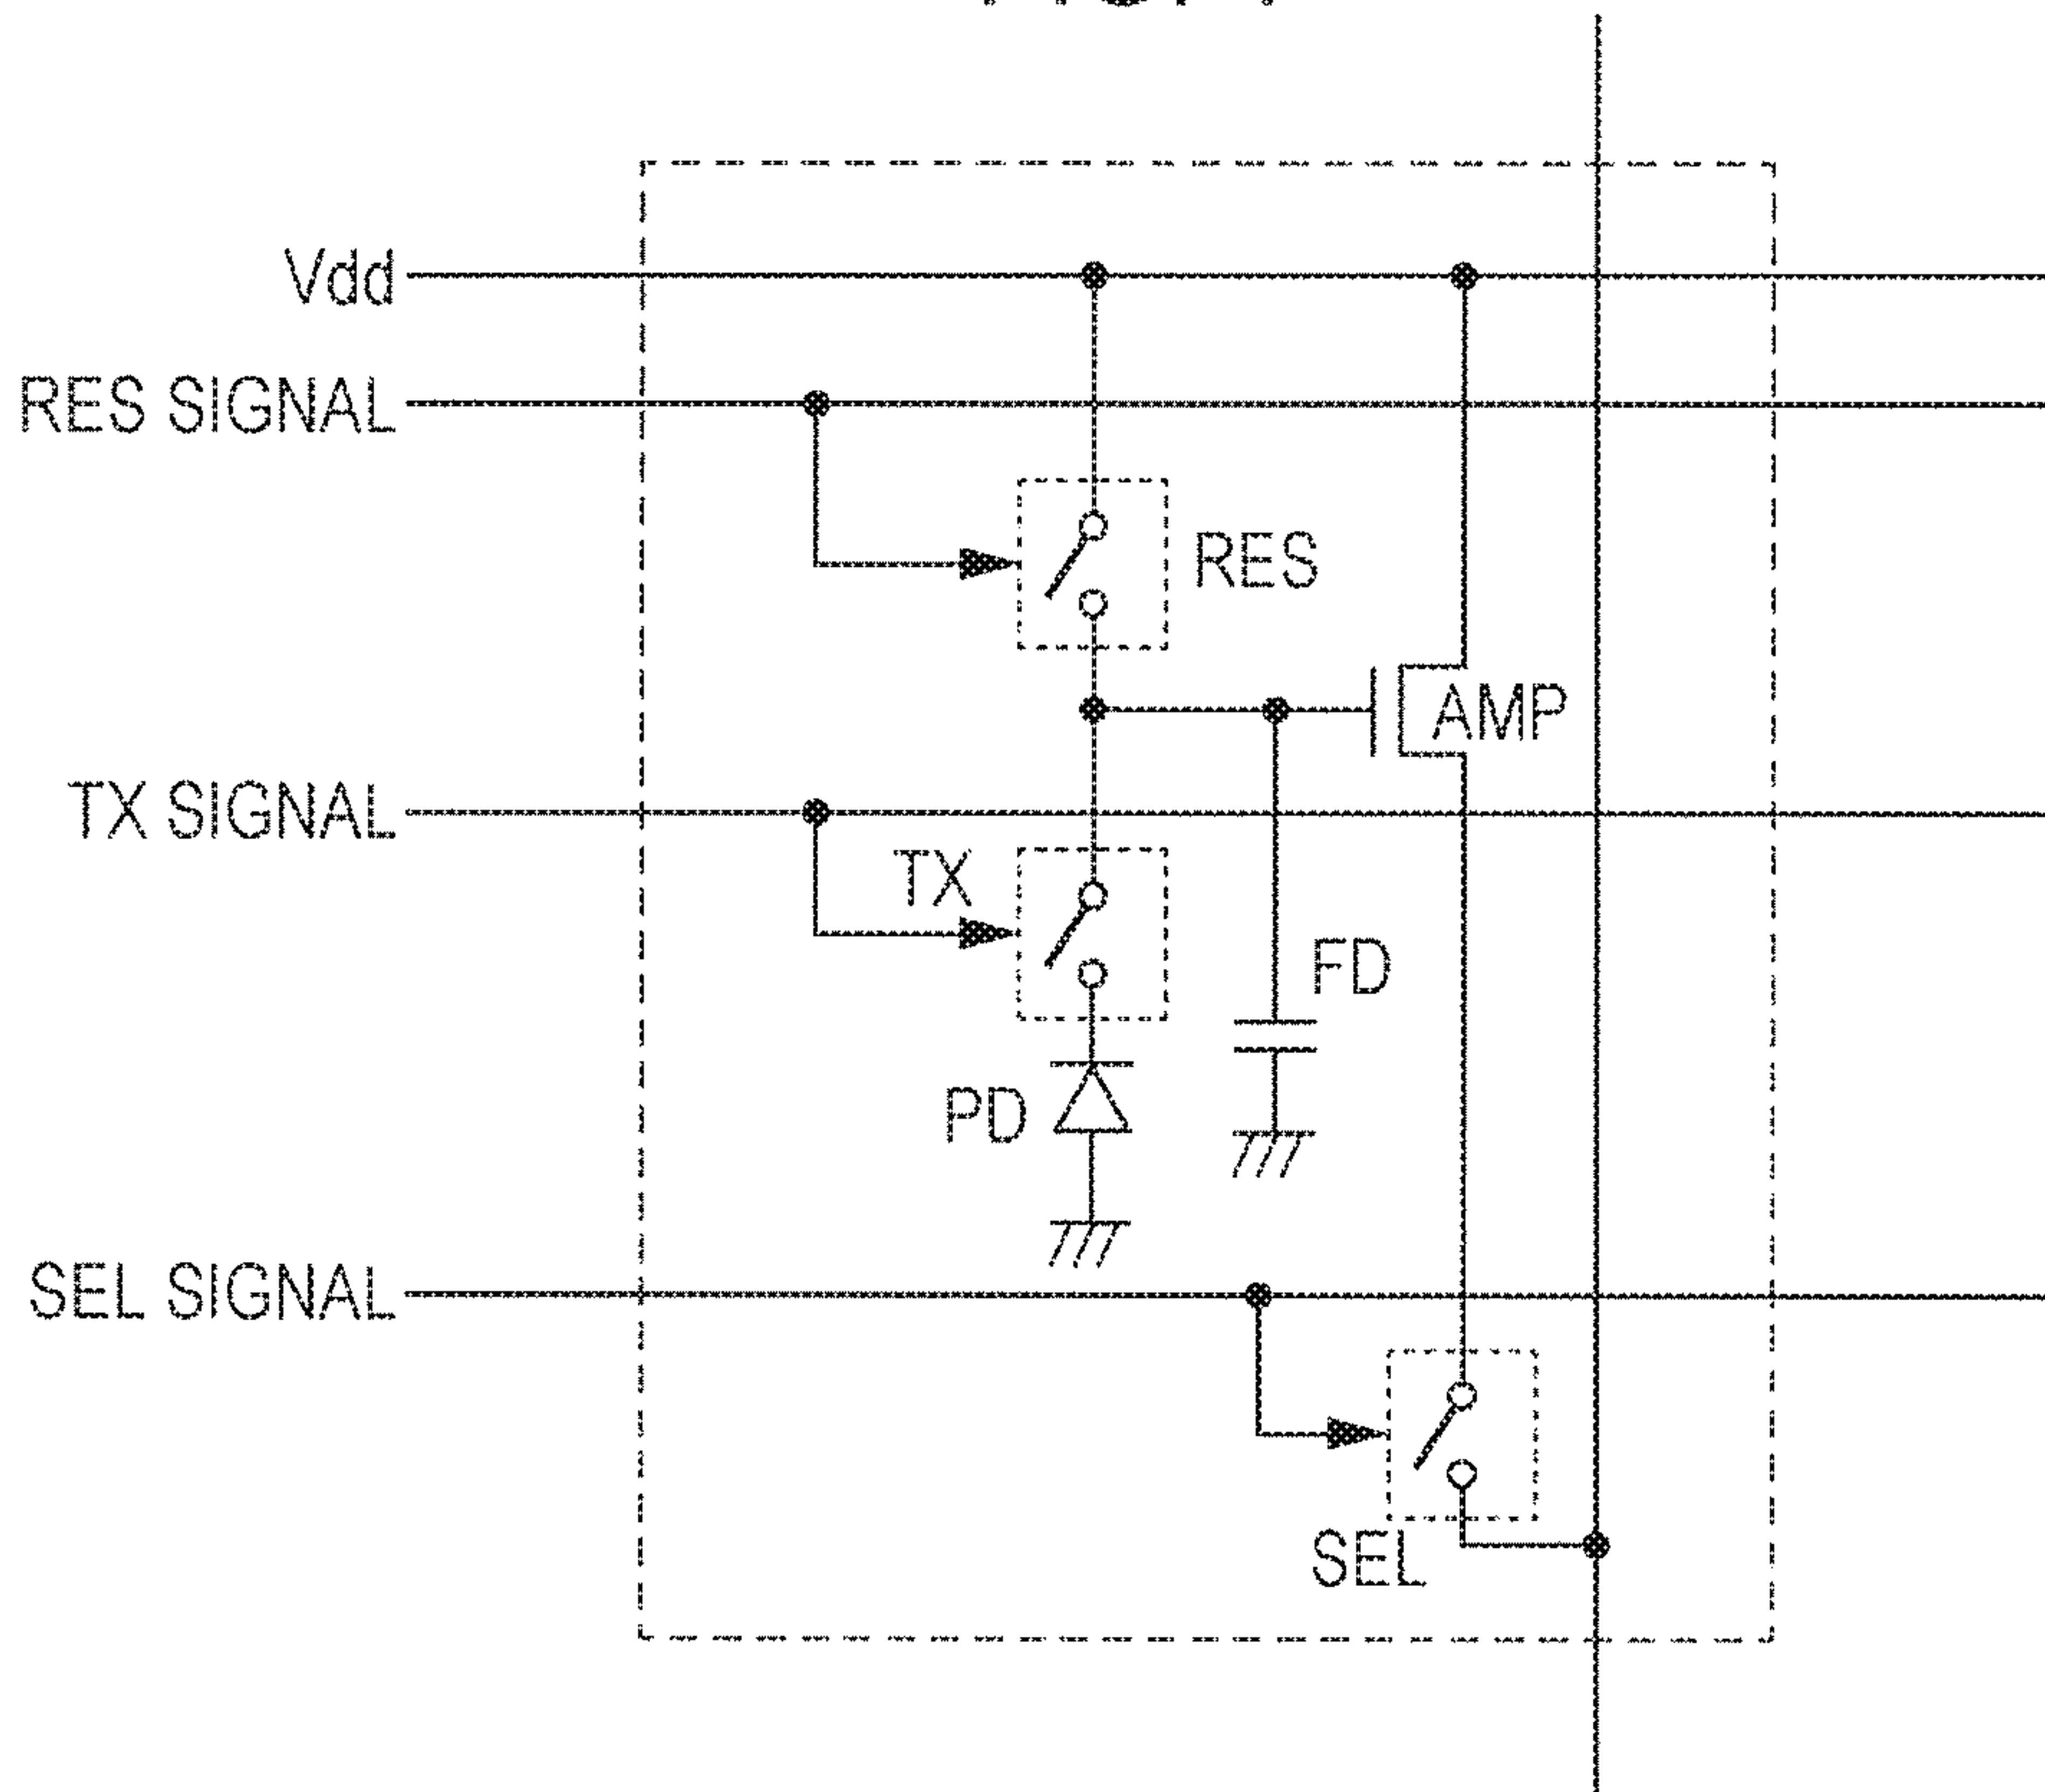 Vdd
RES SIGNAL
RES
AMP
TX SIGNAL
TX
FD
PD
SEL SIGNAL
SEL